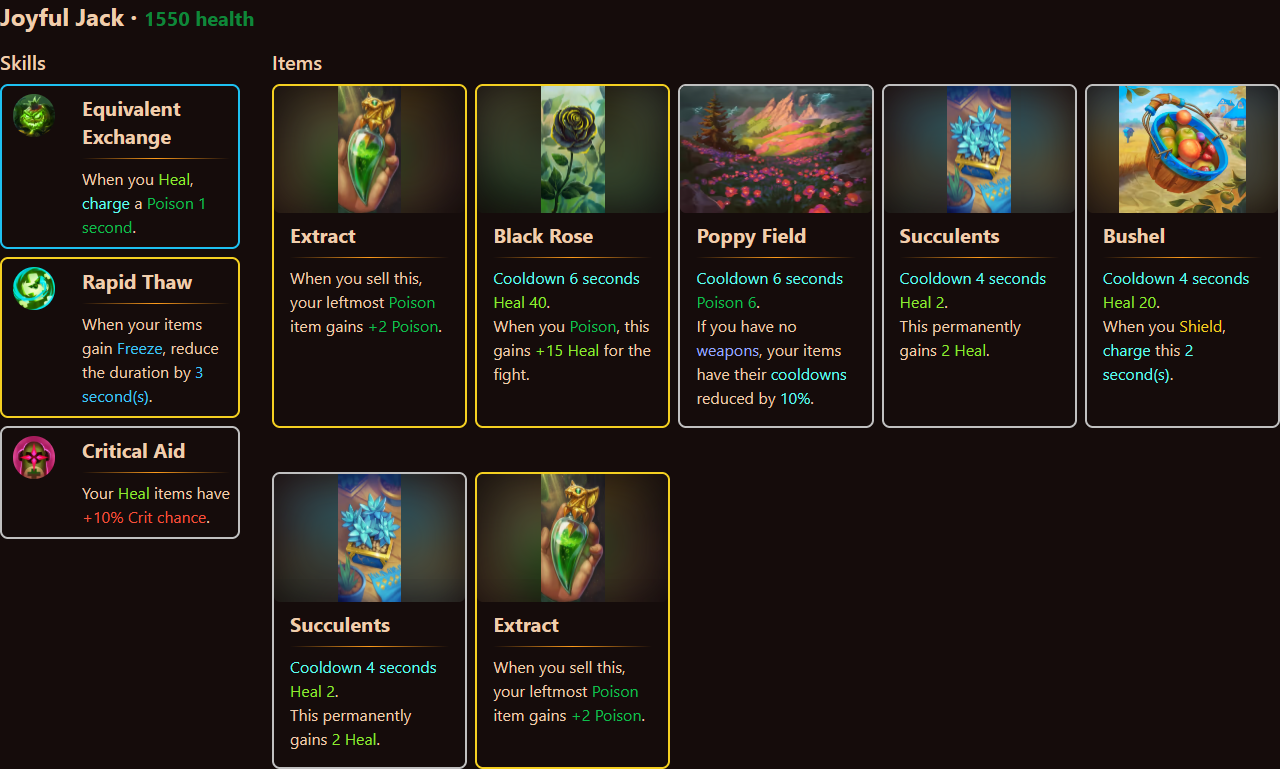 Joyful Jack · 1550 health
Skills
Equivalent
Exchange
When you Heal,
charge a Poison 1
second.
Rapid Thaw
When your items
gain Freeze, reduce
the duration by 3
second(s).
Critical Aid
Your Heal items have
+10% Crit chance.
Items
Extract
When you sell this,
your leftmost Poison
item gains +2 Poison.
Black Rose
Cooldown 6 seconds
Heal 40.
When you Poison, this
gains +15 Heal for the
fight.
Poppy Field
Cooldown 6 seconds
Poison 6.
If you have no
weapons, your items
have their cooldowns
reduced by 10%.
Succulents
Cooldown 4 seconds
Heal 2.
This permanently
gains 2 Heal.
Bushel
Cooldown 4 seconds
Heal 20.
When you Shield,
charge this 2
second(s).
Succulents
Cooldown 4 seconds
Heal 2.
This permanently
gains 2 Heal.
Extract
When you sell this,
your leftmost Poison
item gains +2 Poison.